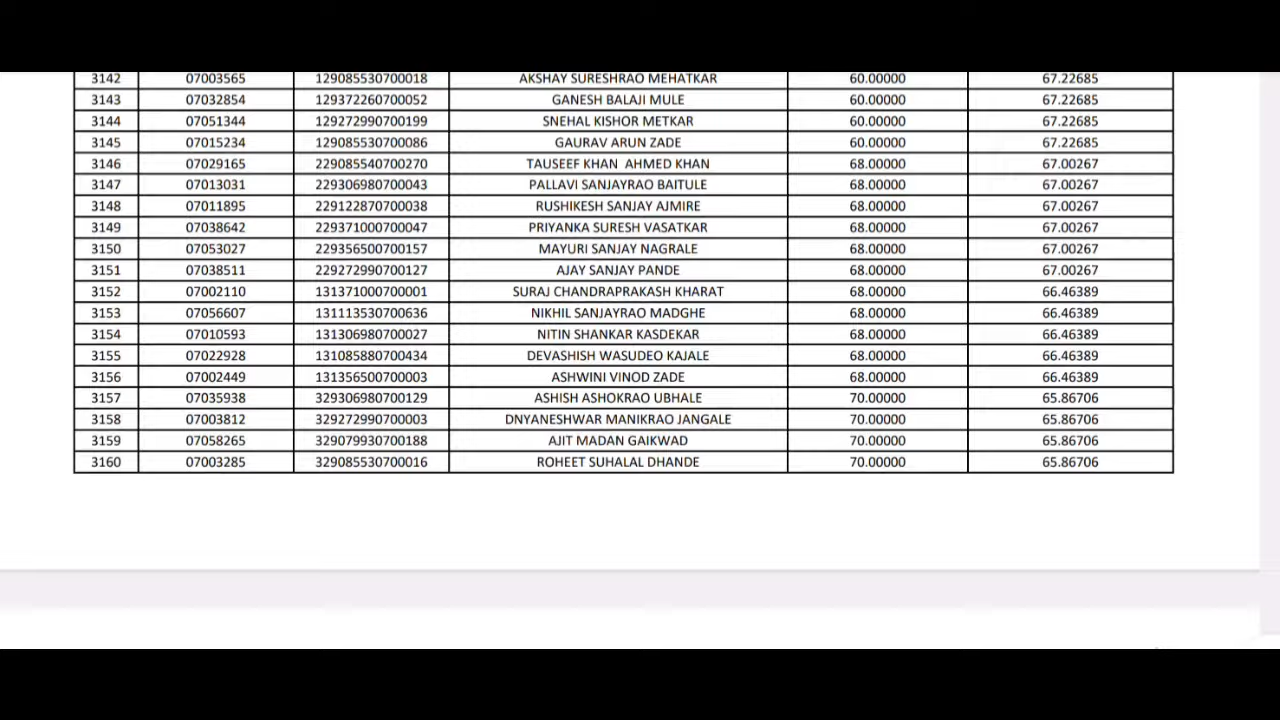 3142 07003565 129085530700018 AKSHAY SURESHRAO MEHATKAR 60.00000 67.22685
3143 07032854 129372260700052 GANESH BALAJI MULE 60.00000 67.22685
3144 07051344 129272990700199 SNEHAL KISHOR METKAR 60.00000 67.22685
3145 07015234 129085530700086 GAURAV ARUN ZADE 60.00000 67.22685
3146 07029165 229085540700270 TAUSEEF KHAN  AHMED KHAN 68.00000 67.00267
3147 07013031 229306980700043 PALLAVI SANJAYRAO BAITULE 68.00000 67.00267
3148 07011895 229122870700038 RUSHIKESH SANJAY AJMIRE 68.00000 67.00267
3149 07038642 229371000700047 PRIYANKA SURESH VASATKAR 68.00000 67.00267
3150 07053027 229356500700157 MAYURI SANJAY NAGRALE 68.00000 67.00267
3151 07038511 229272990700127 AJAY SANJAY PANDE 68.00000 67.00267
3152 07002110 131371000700001 SURAJ CHANDRAPRAKASH KHARAT 68.00000 66.46389
3153 07056607 131113530700636 NIKHIL SANJAYRAO MADGHE 68.00000 66.46389
3154 07010593 131306980700027 NITIN SHANKAR KASDEKAR 68.00000 66.46389
3155 07022928 131085880700434 DEVASHISH WASUDEO KAJALE 68.00000 66.46389
3156 07002449 131356500700003 ASHWINI VINOD ZADE 68.00000 66.46389
3157 07035938 329306980700129 ASHISH ASHOKRAO UBHALE 70.00000 65.86706
3158 07003812 329272990700003 DNYANESHWAR MANIKRAO JANGALE 70.00000 65.86706
3159 07058265 329079930700188 AJIT MADAN GAIKWAD 70.00000 65.86706
3160 07003285 329085530700016 ROHEET SUHALAL DHANDE 70.00000 65.86706